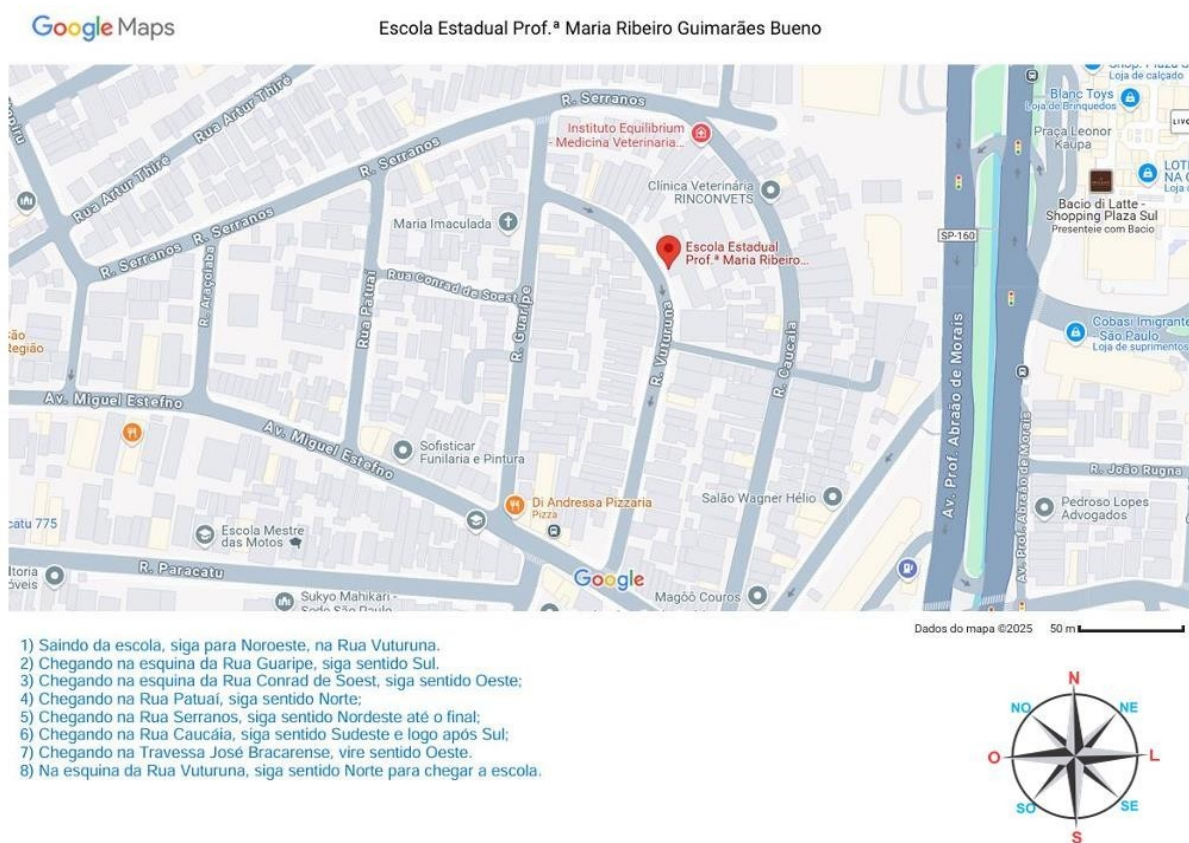 Google Maps
Escola Estadual Prof.ª Maria Ribeiro Guimarães Bueno
Rua Artur Thiré
Rua Artur Thiré
R. Serranos
R. Serranos
R. Serranos
R. Serranos
Instituto Equilibrium
- Medicina Veterinaria...
Clínica Veterinária
RINCONVETS
Maria Imaculada
Escola Estadual
Prof.ª Maria Ribeiro...
Loja de calçado
Blanc Toys
Loja de Brinquedos
Praça Leonor
Kaupa
Bacio di Latte -
Shopping Plaza Sul
Presenteie com Bacio
SP-160
R. Araçoiaba
Rua Patuaí
Rua Conrad de Soest
R. Guaripe
R. Vuturuna
R. Caucaia
Av. Prof. Abraão de Morais
Av. Prof. Abraão de Morais
Cobasi Imigrante
- São Paulo
Loja de suprimentos
Região
Av. Miguel Estefno
Av. Miguel Estefno
Sofisticar
Funilaria e Pintura
Di Andressa Pizzaria
Pizza
Salão Wagner Hélio
R. João Rugna
Pedroso Lopes
Advogados
775
Escola Mestre
das Motos
R. Paracatu
Sukyo Mahikari -
Sede São Paulo
Google
Magôô Couros
Dados do mapa ©2025 50 m
1) Saindo da escola, siga para Noroeste, na Rua Vuturuna.
2) Chegando na esquina da Rua Guaripe, siga sentido Sul.
3) Chegando na esquina da Rua Conrad de Soest, siga sentido Oeste;
4) Chegando na Rua Patuaí, siga sentido Norte;
5) Chegando na Rua Serranos, siga sentido Nordeste até o final;
6) Chegando na Rua Caucáia, siga sentido Sudeste e logo após Sul;
7) Chegando na Travessa José Bracarense, vire sentido Oeste.
8) Na esquina da Rua Vuturuna, siga sentido Norte para chegar a escola.
N
NO
NE
O
L
SO
SE
S